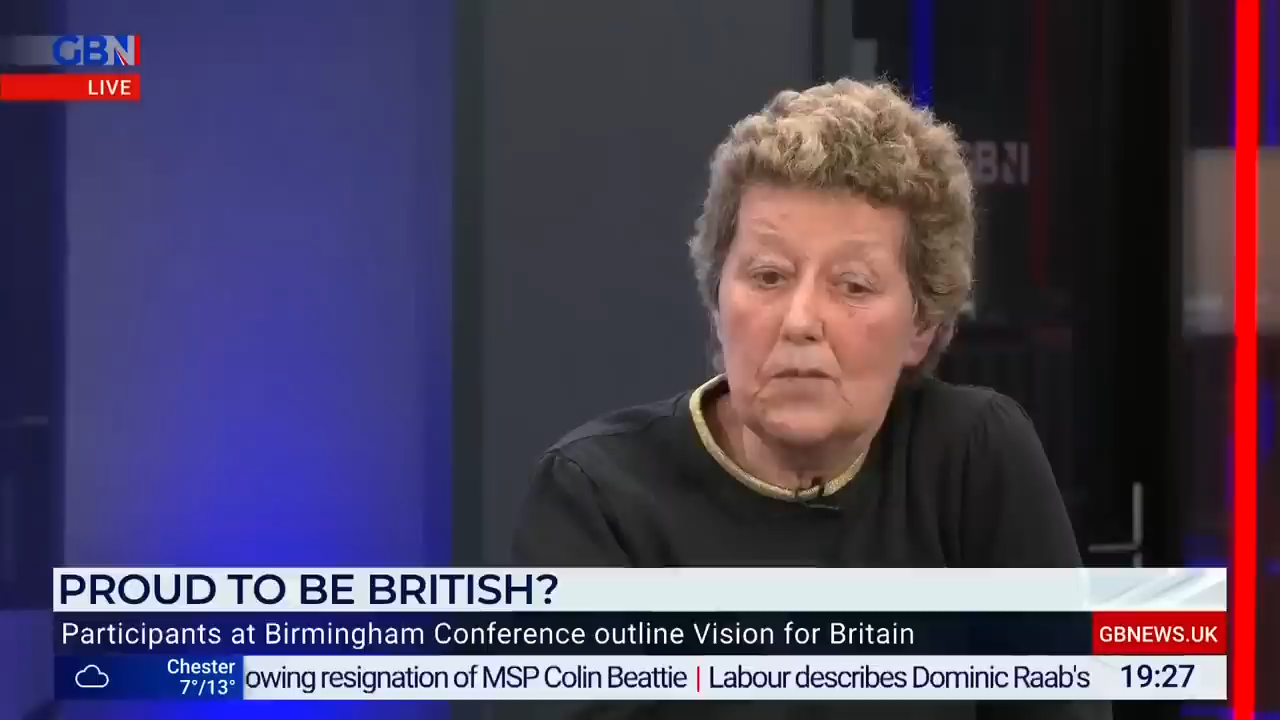 GBN
LIVE
GBN
PROUD TO BE BRITISH?
Participants at Birmingham Conference outline Vision for Britain
GBNEWS.UK
Chester
7°/13°
owing resignation of MSP Colin Beattie | Labour describes Dominic Raab's
19:27